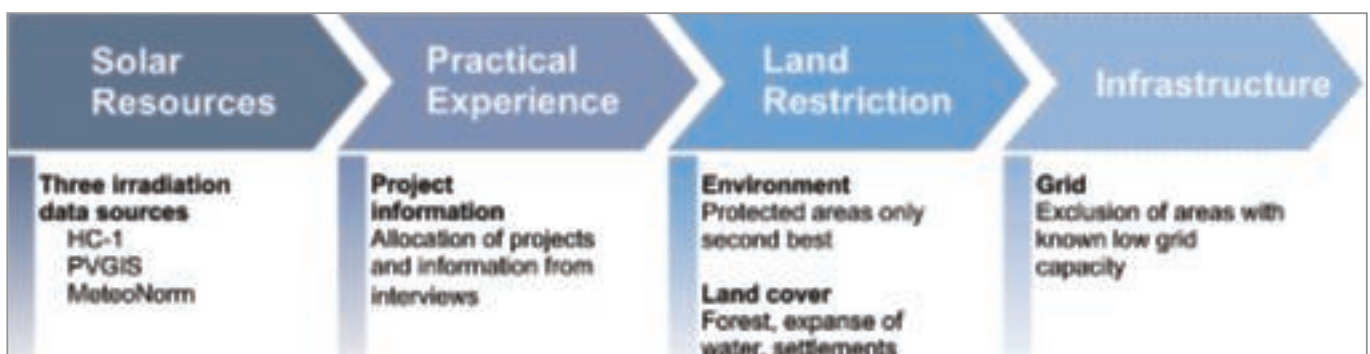 Solar
Resources
Practical
Experience
Land
Restriction
Infrastructure
Three irradiation
data sources
HC-1
PVGIS
MeteoNorm
Project
information
Allocation of projects
and information from
interviews
Environment
Protected areas only
second best
Land cover
Forest, expanse of
water, settlements
Grid
Exclusion of areas with
known low grid
capacity